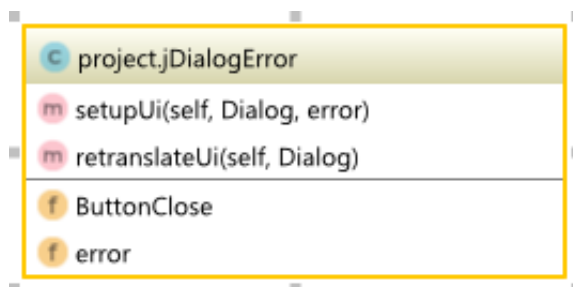 C project.jDialogError
m setupUi(self, Dialog, error)
m retranslateUi(self, Dialog)
f ButtonClose
f error